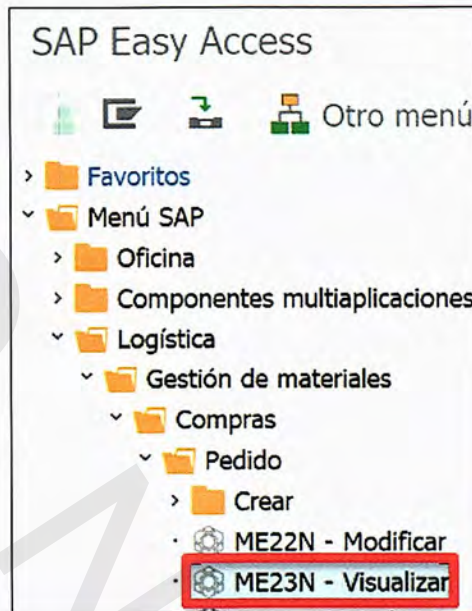 SAP Easy Access
Otro menú
Favoritos
Menú SAP
Oficina
Componentes multiaplicaciones
Logística
Gestión de materiales
Compras
Pedido
Crear
ME22N - Modificar
ME23N - Visualizar